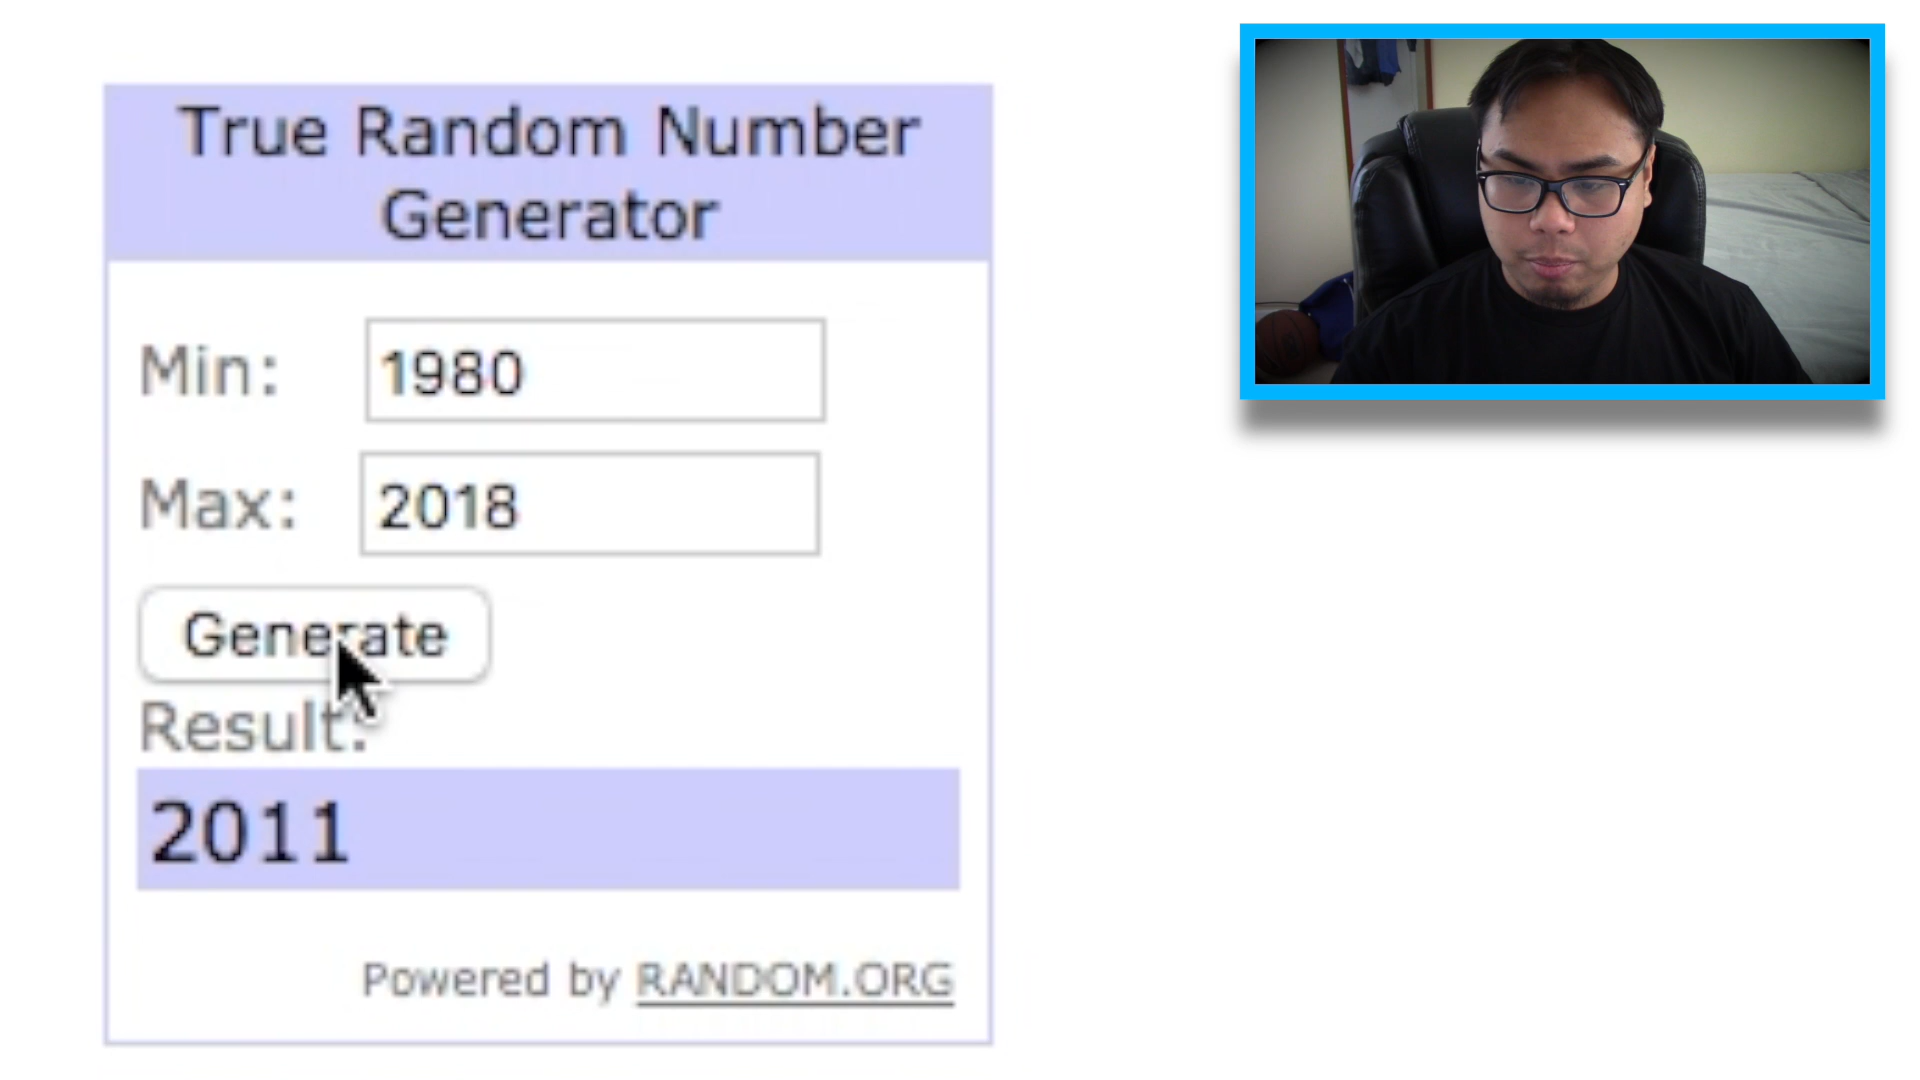 True Random Number
Generator
Min: 1980
Max: 2018
Generate
Result:
2011
Powered by RANDOM.ORG